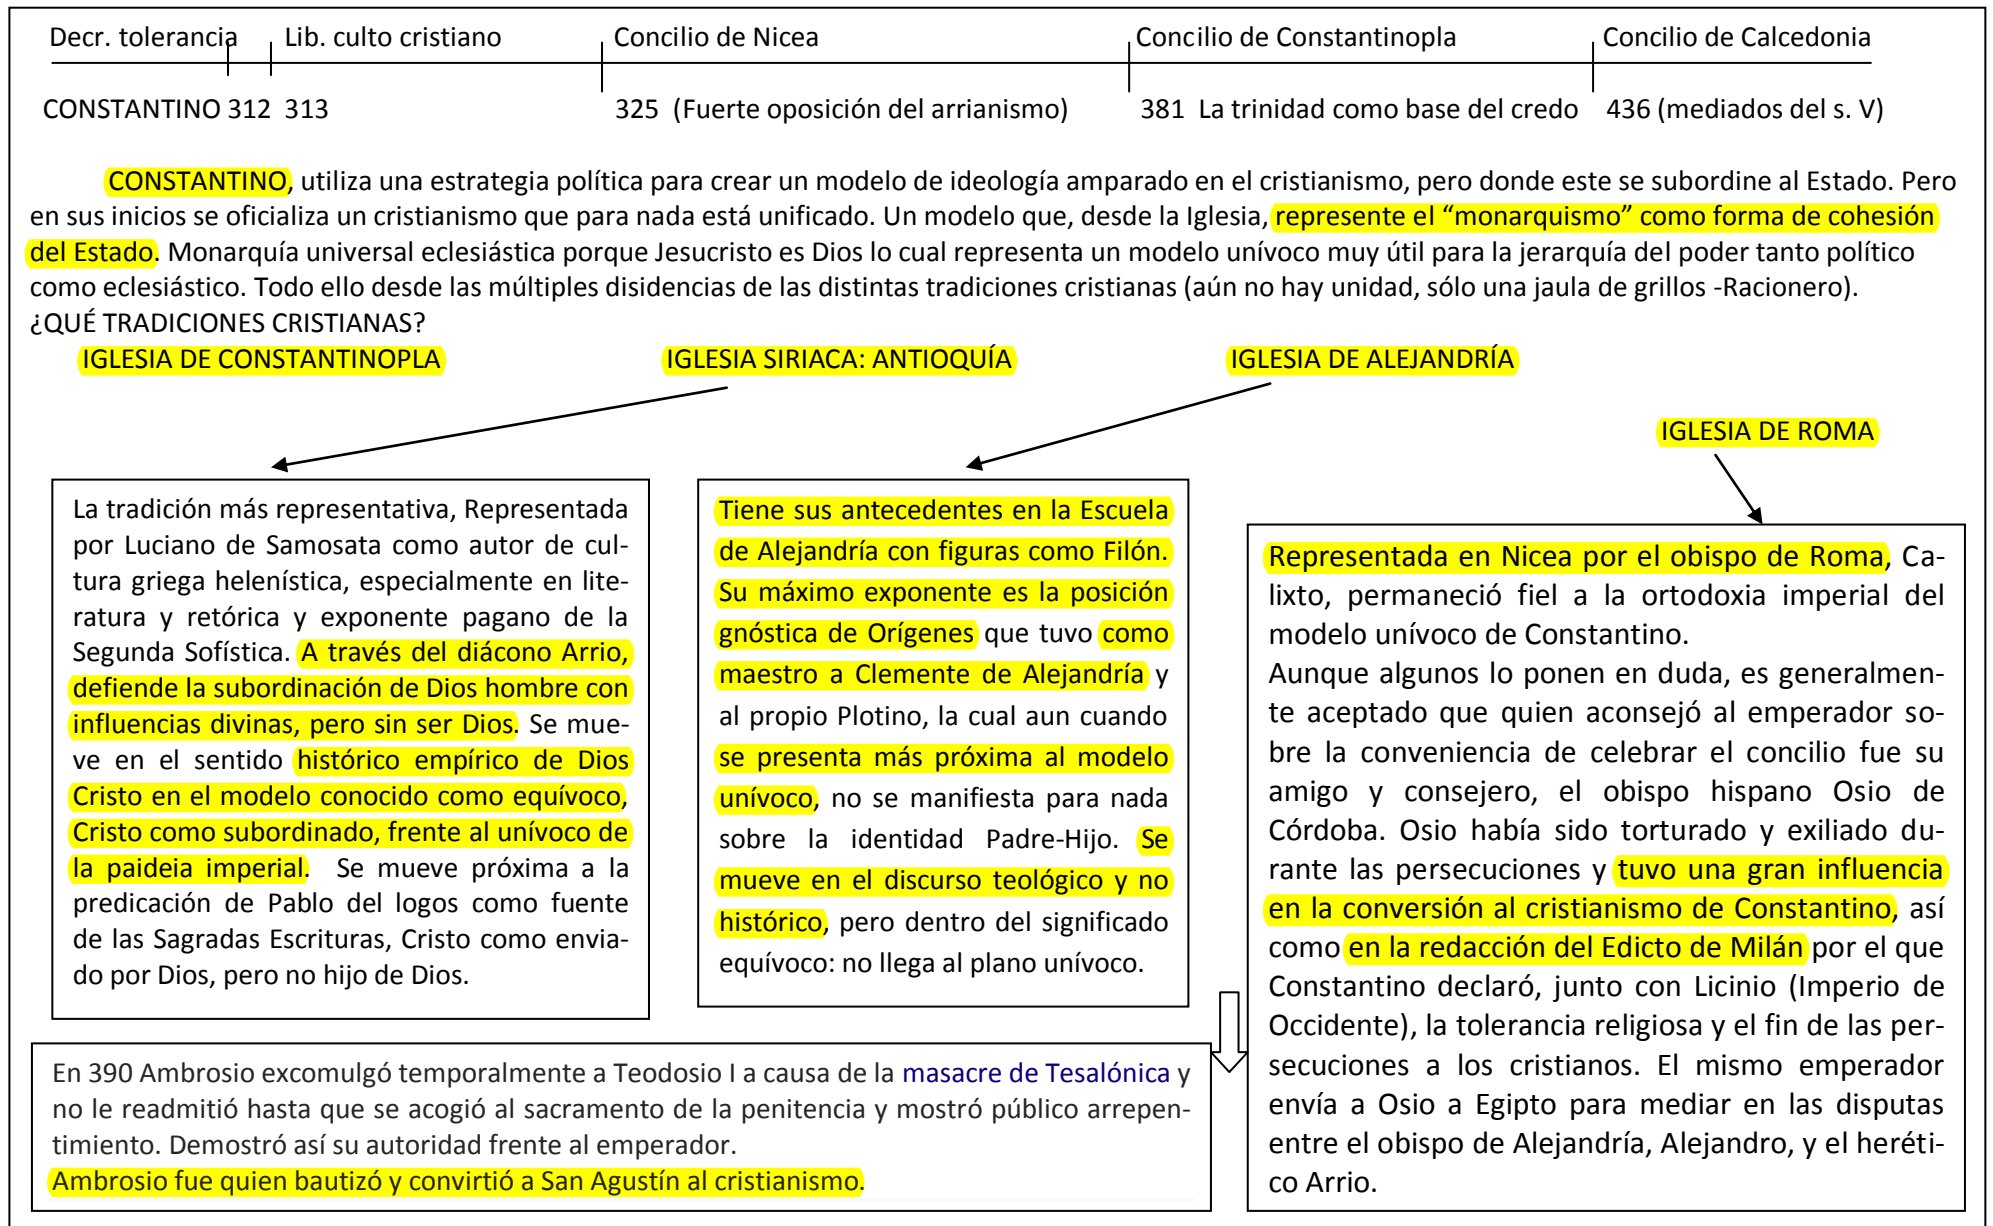 Decr. tolerancia Lib. culto cristiano Concilio de Nicea Concilio de Constantinopla Concilio de Calcedonia
CONSTANTINO 312 313 325 (Fuerte oposición del arrianismo) 381 La trinidad como base del credo 436 (mediados del s. V)
CONSTANTINO, utiliza una estrategia política para crear un modelo de ideología amparado en el cristianismo, pero donde este se subordine al Estado. Pero
en sus inicios se oficializa un cristianismo que para nada está unificado. Un modelo que, desde la Iglesia, represente el “monarquismo” como forma de cohesión
del Estado. Monarquía universal eclesiástica porque Jesucristo es Dios lo cual representa un modelo unívoco muy útil para la jerarquía del poder tanto político
como eclesiástico. Todo ello desde las múltiples disidencias de las distintas tradiciones cristianas (aún no hay unidad, sólo una jaula de grillos -Racionero).
¿QUÉ TRADICIONES CRISTIANAS?
IGLESIA DE CONSTANTINOPLA IGLESIA SIRIACA: ANTIOQUÍA IGLESIA DE ALEJANDRÍA
IGLESIA DE ROMA
La tradición más representativa, Representada
por Luciano de Samosata como autor de cul-
tura griega helenística, especialmente en lite-
ratura y retórica y exponente pagano de la
Segunda Sofística. A través del diácono Arrio,
defiende la subordinación de Dios hombre con
influencias divinas, pero sin ser Dios. Se mue-
ve en el sentido histórico empírico de Dios
Cristo en el modelo conocido como equívoco,
Cristo como subordinado, frente al unívoco de
la paideia imperial. Se mueve próxima a la
predicación de Pablo del logos como fuente
de las Sagradas Escrituras, Cristo como envia-
do por Dios, pero no hijo de Dios.
Tiene sus antecedentes en la Escuela
de Alejandría con figuras como Filón.
Su máximo exponente es la posición
gnóstica de Orígenes que tuvo como
maestro a Clemente de Alejandría y
al propio Plotino, la cual aun cuando
se presenta más próxima al modelo
unívoco, no se manifiesta para nada
sobre la identidad Padre-Hijo. Se
mueve en el discurso teológico y no
histórico, pero dentro del significado
equívoco: no llega al plano unívoco.
Representada en Nicea por el obispo de Roma, Ca-
lixto, permaneció fiel a la ortodoxia imperial del
modelo unívoco de Constantino.
Aunque algunos lo ponen en duda, es generalmen-
te aceptado que quien aconsejó al emperador so-
bre la conveniencia de celebrar el concilio fue su
amigo y consejero, el obispo hispano Osio de
Córdoba. Osio había sido torturado y exiliado du-
rante las persecuciones y tuvo una gran influencia
en la conversión al cristianismo de Constantino, así
como en la redacción del Edicto de Milán por el que
Constantino declaró, junto con Licinio (Imperio de
Occidente), la tolerancia religiosa y el fin de las per-
secuciones a los cristianos. El mismo emperador
envía a Osio a Egipto para mediar en las disputas
entre el obispo de Alejandría, Alejandro, y el heréti-
co Arrio.
En 390 Ambrosio excomulgó temporalmente a Teodosio I a causa de la masacre de Tesalónica y
no le readmitió hasta que se acogió al sacramento de la penitencia y mostró público arrepen-
timiento. Demostró así su autoridad frente al emperador.
Ambrosio fue quien bautizó y convirtió a San Agustín al cristianismo.